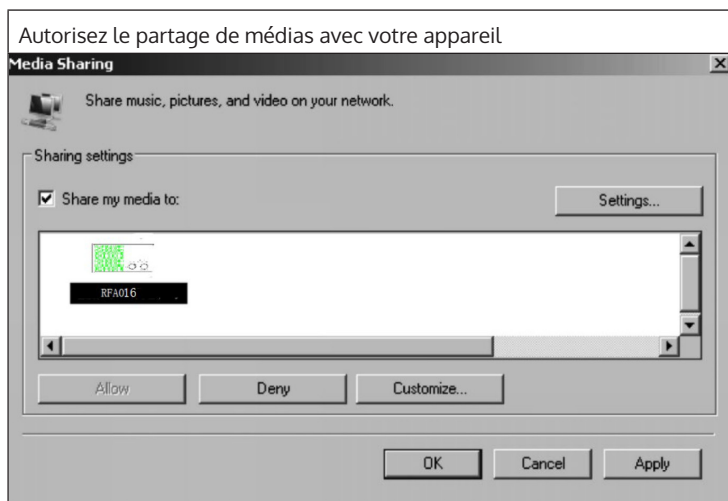 Autorisez le partage de médias avec votre appareil
Media Sharing
Share music, pictures, and video on your network.
Sharing settings
Share my media to:
Settings...
RFA016
Allow
Deny
Customize...
OK
Cancel
Apply